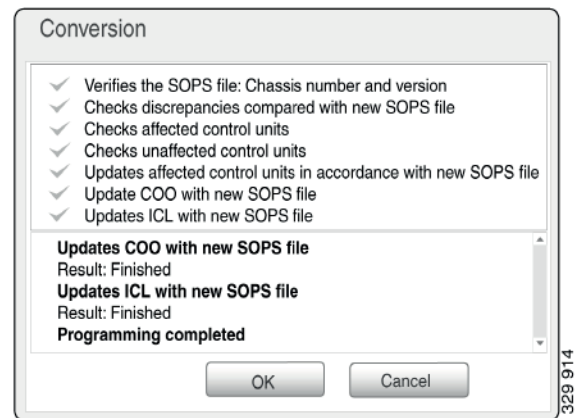 Conversion
Verifies the SOPS file: Chassis number and version
Checks discrepancies compared with new SOPS file
Checks affected control units
Checks unaffected control units
Updates affected control units in accordance with new SOPS file
Update COO with new SOPS file
Updates ICL with new SOPS file
Updates COO with new SOPS file
Result: Finished
Updates ICL with new SOPS file
Result: Finished
Programming completed
OK
Cancel
329 914